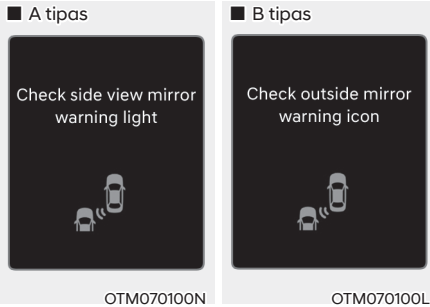 A tipas
Check side view mirror
warning light
OTM070100N
B tipas
Check outside mirror
warning icon
OTM070100L